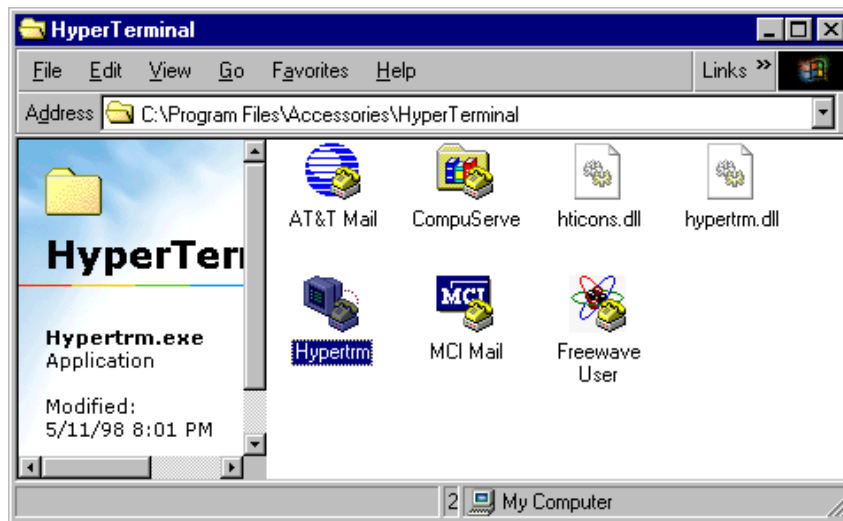 HyperTerminal
File Edit View Go Favorites Help Links »
Address C:\Program Files\Accessories\HyperTerminal
AT&T Mail CompuServe hticons.dll hypertrm.dll
HyperTer
MCI
Hypertrm MCI Mail Freewave
User
Hypertrm.exe
Application
Modified:
5/11/98 8:01 PM
2 My Computer